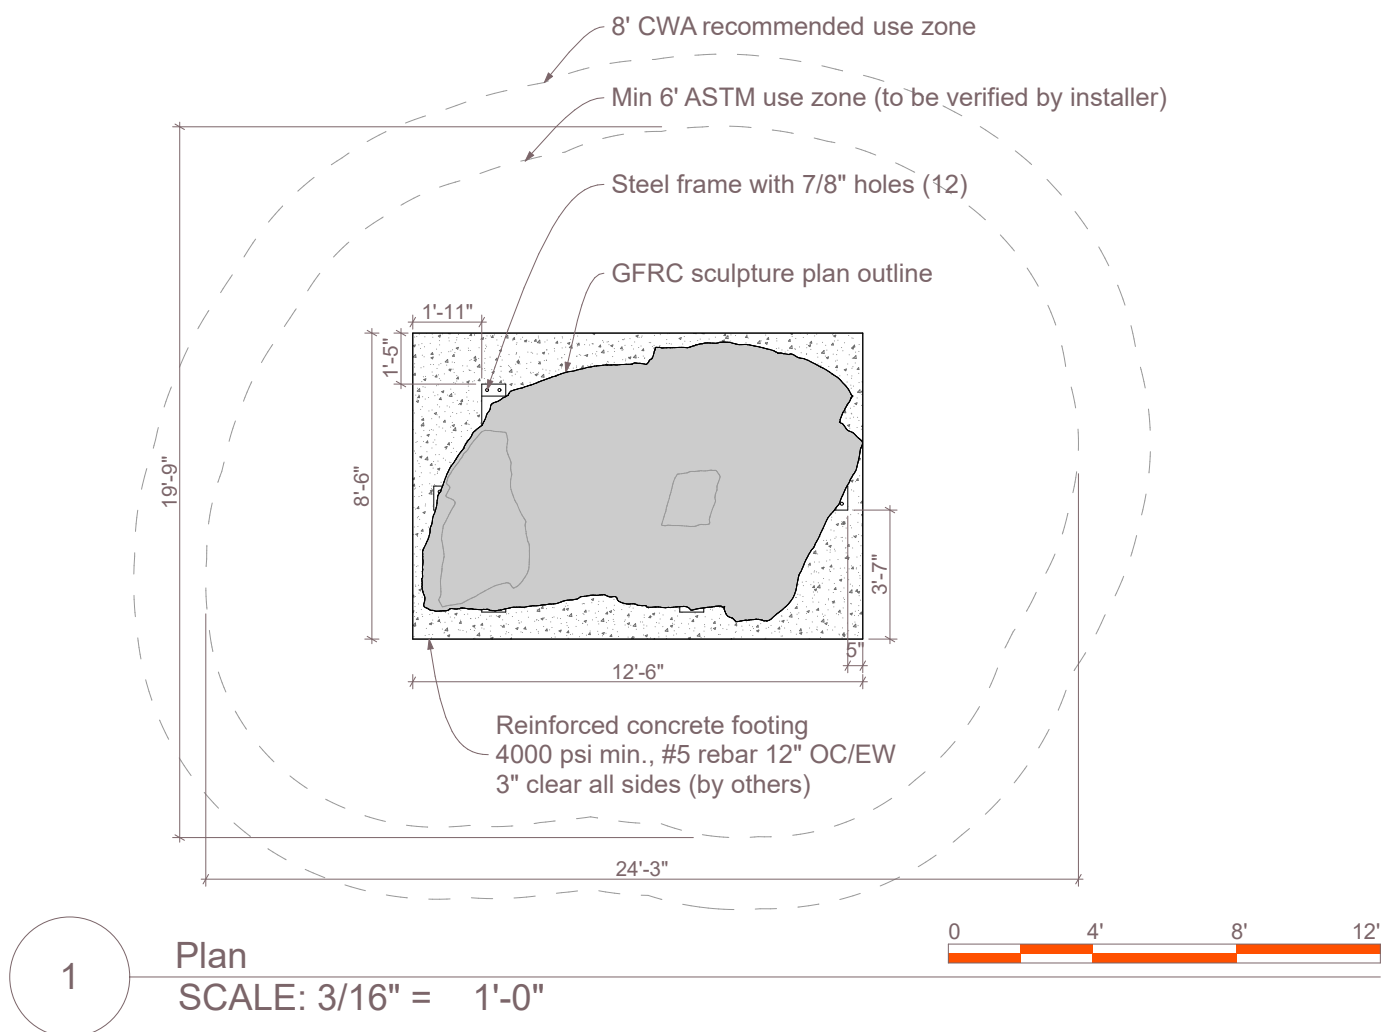 8' CWA recommended use zone
Min 6' ASTM use zone (to be verified by installer)
Steel frame with 7/8" holes (12)
GFRC sculpture plan outline
1'-11"
1'-5"
19'-9"
8'-6"
3'-7"
5"
12'-6"
Reinforced concrete footing
4000 psi min., #5 rebar 12" OC/EW
3" clear all sides (by others)
24'-3"
0 4' 8' 12'
1
Plan
SCALE: 3/16" = 1'-0"